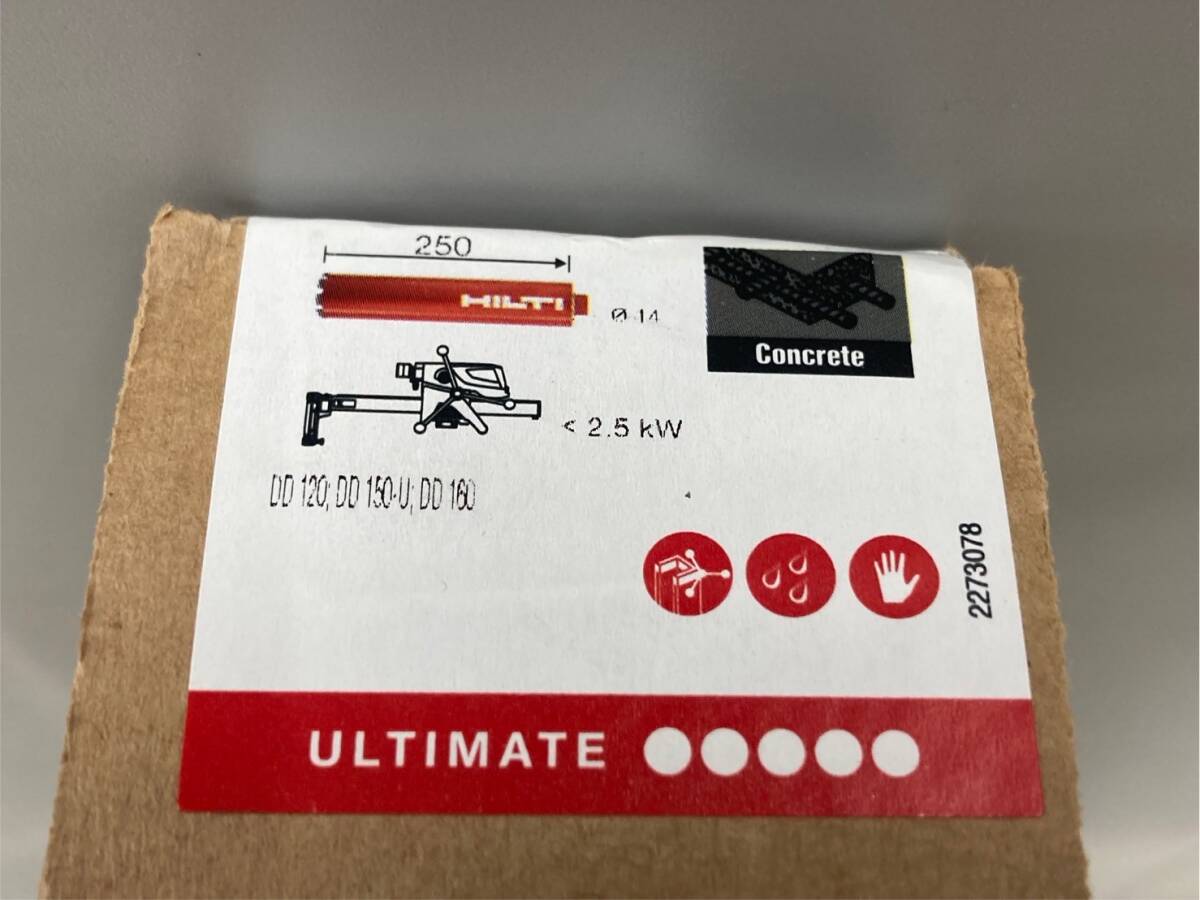 250
HILTI
Ø 14
Concrete
< 2.5 kW
DD 120; DD 150-U; DD 160
2273078
ULTIMATE